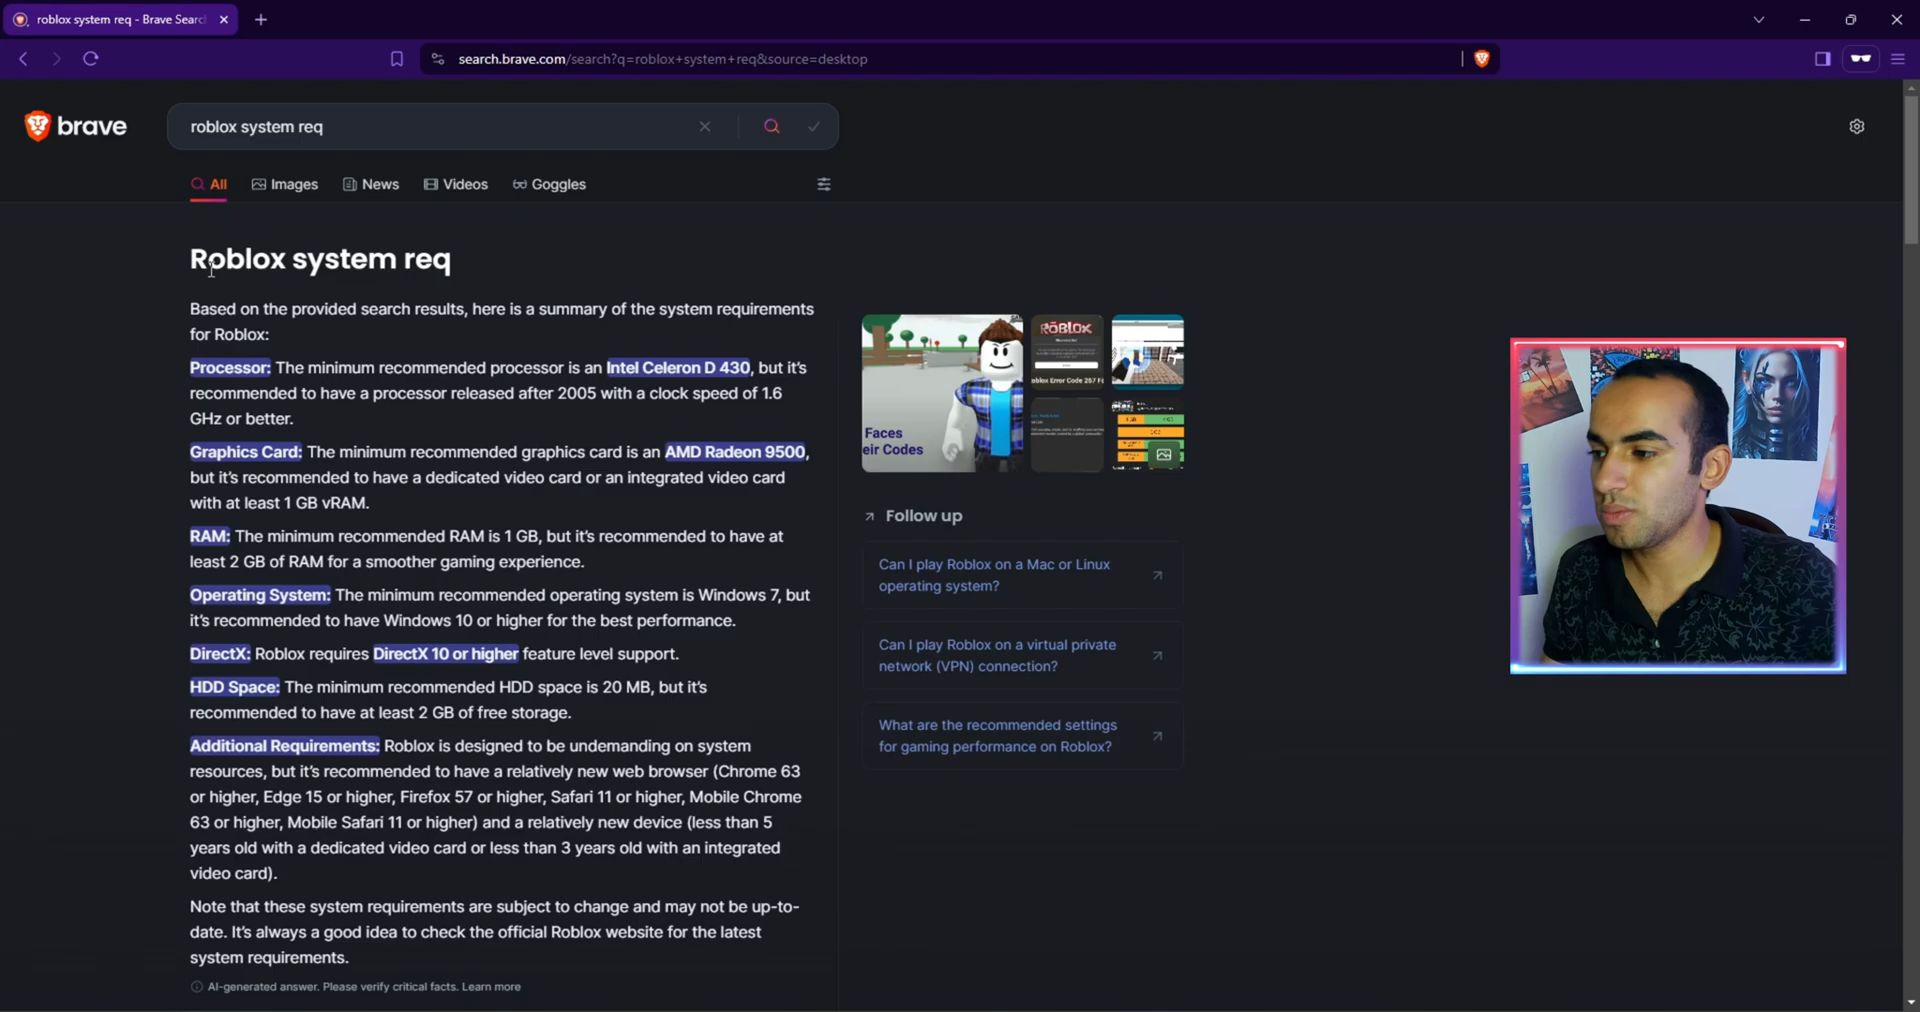 roblox system req - Brave Searc
search.brave.com/search?q=roblox+system+req&source=desktop
brave
roblox system req
All Images News Videos Goggles
Roblox system req
Based on the provided search results, here is a summary of the system requirements
for Roblox:
Processor: The minimum recommended processor is an Intel Celeron D 430, but it's
recommended to have a processor released after 2005 with a clock speed of 1.6
GHz or better.
Graphics Card: The minimum recommended graphics card is an AMD Radeon 9500,
but it's recommended to have a dedicated video card or an integrated video card
with at least 1 GB vRAM.
RAM: The minimum recommended RAM is 1 GB, but it's recommended to have at
least 2 GB of RAM for a smoother gaming experience.
Operating System: The minimum recommended operating system is Windows 7, but
it's recommended to have Windows 10 or higher for the best performance.
DirectX: Roblox requires DirectX 10 or higher feature level support.
HDD Space: The minimum recommended HDD space is 20 MB, but it's
recommended to have at least 2 GB of free storage.
Additional Requirements: Roblox is designed to be undemanding on system
resources, but it's recommended to have a relatively new web browser (Chrome 63
or higher, Edge 15 or higher, Firefox 57 or higher, Safari 11 or higher, Mobile Chrome
63 or higher, Mobile Safari 11 or higher) and a relatively new device (less than 5
years old with a dedicated video card or less than 3 years old with an integrated
video card).
Note that these system requirements are subject to change and may not be up-to-
date. It's always a good idea to check the official Roblox website for the latest
system requirements.
AI-generated answer. Please verify critical facts. Learn more
Faces
eir Codes
ROBLOX
oblox Error Code 267
Follow up
Can I play Roblox on a Mac or Linux
operating system?
Can I play Roblox on a virtual private
network (VPN) connection?
What are the recommended settings
for gaming performance on Roblox?